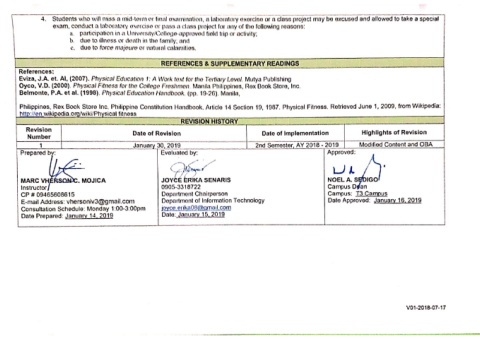 4. Students who will miss a mid-term or final examination, a laboratory exercise or a class project may be excused and allowed to take a special
exam, conduct a laboratory exercise or pass a class project for any of the following reasons:
a. participation in a University/College-approved field trip or activity;
b. due to illness or death in the family; and
c. due to force majeure or natural calamities.
REFERENCES & SUPPLEMENTARY READINGS
References:
Eviza, J.A. et. Al, (2007). Physical Education 1: A Work text for the Tertiary Level. Mutya Publishing
Oyco, V.D. (2000). Physical Fitness for the College Freshmen. Manila Philippines, Rex Book Store, Inc.
Belmonte, P.A. et al. (1998). Physical Education Handbook, (pp. 19-26). Manila,
Philippines, Rex Book Store Inc. Philippine Constitution Handbook, Article 14 Section 19, 1987. Physical Fitness. Retrieved June 1, 2009, from Wikipedia:
http://en.wikipedia.org/wiki/Physical fitness
REVISION HISTORY
Revision Number Date of Revision Date of Implementation Highlights of Revision
1 January 30, 2019 2nd Semester, AY 2018 - 2019 Modified Content and OBA
Prepared by: Evaluated by: Approved:
MARC VHERSON C. MOJICA JOYCE ERIKA SENARIS NOEL A. SEDIGO
Instructor 0905-3318722 Campus Dean
CP # 09465608615 Department Chairperson Campus: T3 Campus
E-mail Address: vhersoniv3@gmail.com Department of Information Technology Date Approved: January 16, 2019
Consultation Schedule: Monday 1:00-3:00pm joyce.erika08@gmail.com
Date Prepared: January 14, 2019 Date: January 15, 2019
V01-2018-07-17